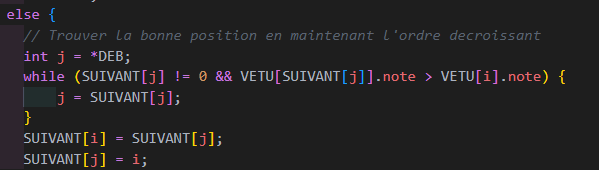 else {
// Trouver la bonne position en maintenant l'ordre decroissant
int j = *DEB;
while (SUIVANT[j] != 0 && VETU[SUIVANT[j]].note > VETU[i].note) {
j = SUIVANT[j];
}
SUIVANT[i] = SUIVANT[j];
SUIVANT[j] = i;